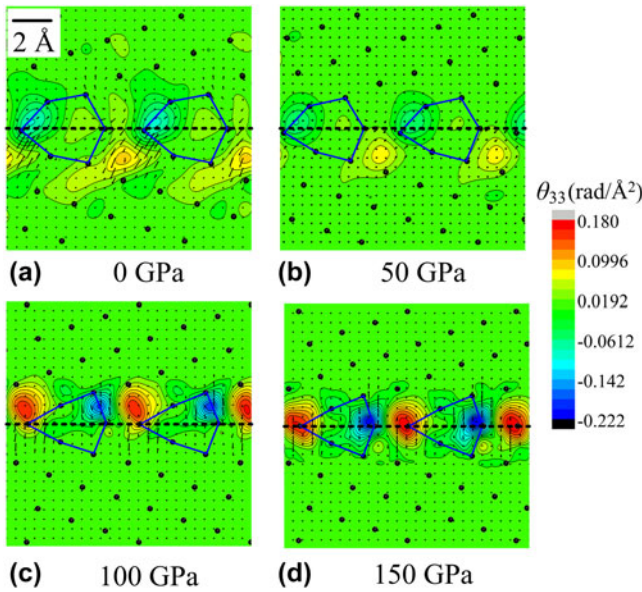 2 Å
(a) 0 GPa
(b) 50 GPa
θ33(rad/Å²)
0.180
0.0996
0.0192
-0.0612
-0.142
-0.222
(c) 100 GPa
(d) 150 GPa